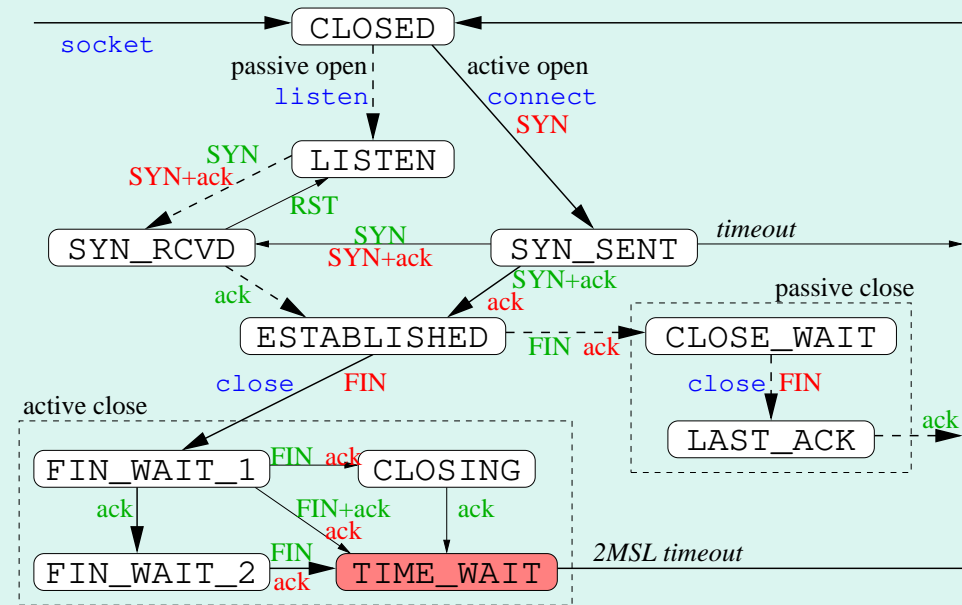 CLOSED
socket
passive open
active open
listen
connect
SYN
LISTEN
SYN
SYN+ack
RST
SYN_RCVD
SYN
SYN+ack
SYN_SENT
timeout
ack
SYN+ack
ack
passive close
ESTABLISHED
FIN ack
CLOSE_WAIT
close FIN
close FIN
active close
LAST_ACK
ack
FIN_WAIT_1
FIN ack
CLOSING
ack
FIN+ack
ack
ack
FIN_WAIT_2
FIN
ack
TIME_WAIT
2MSL timeout